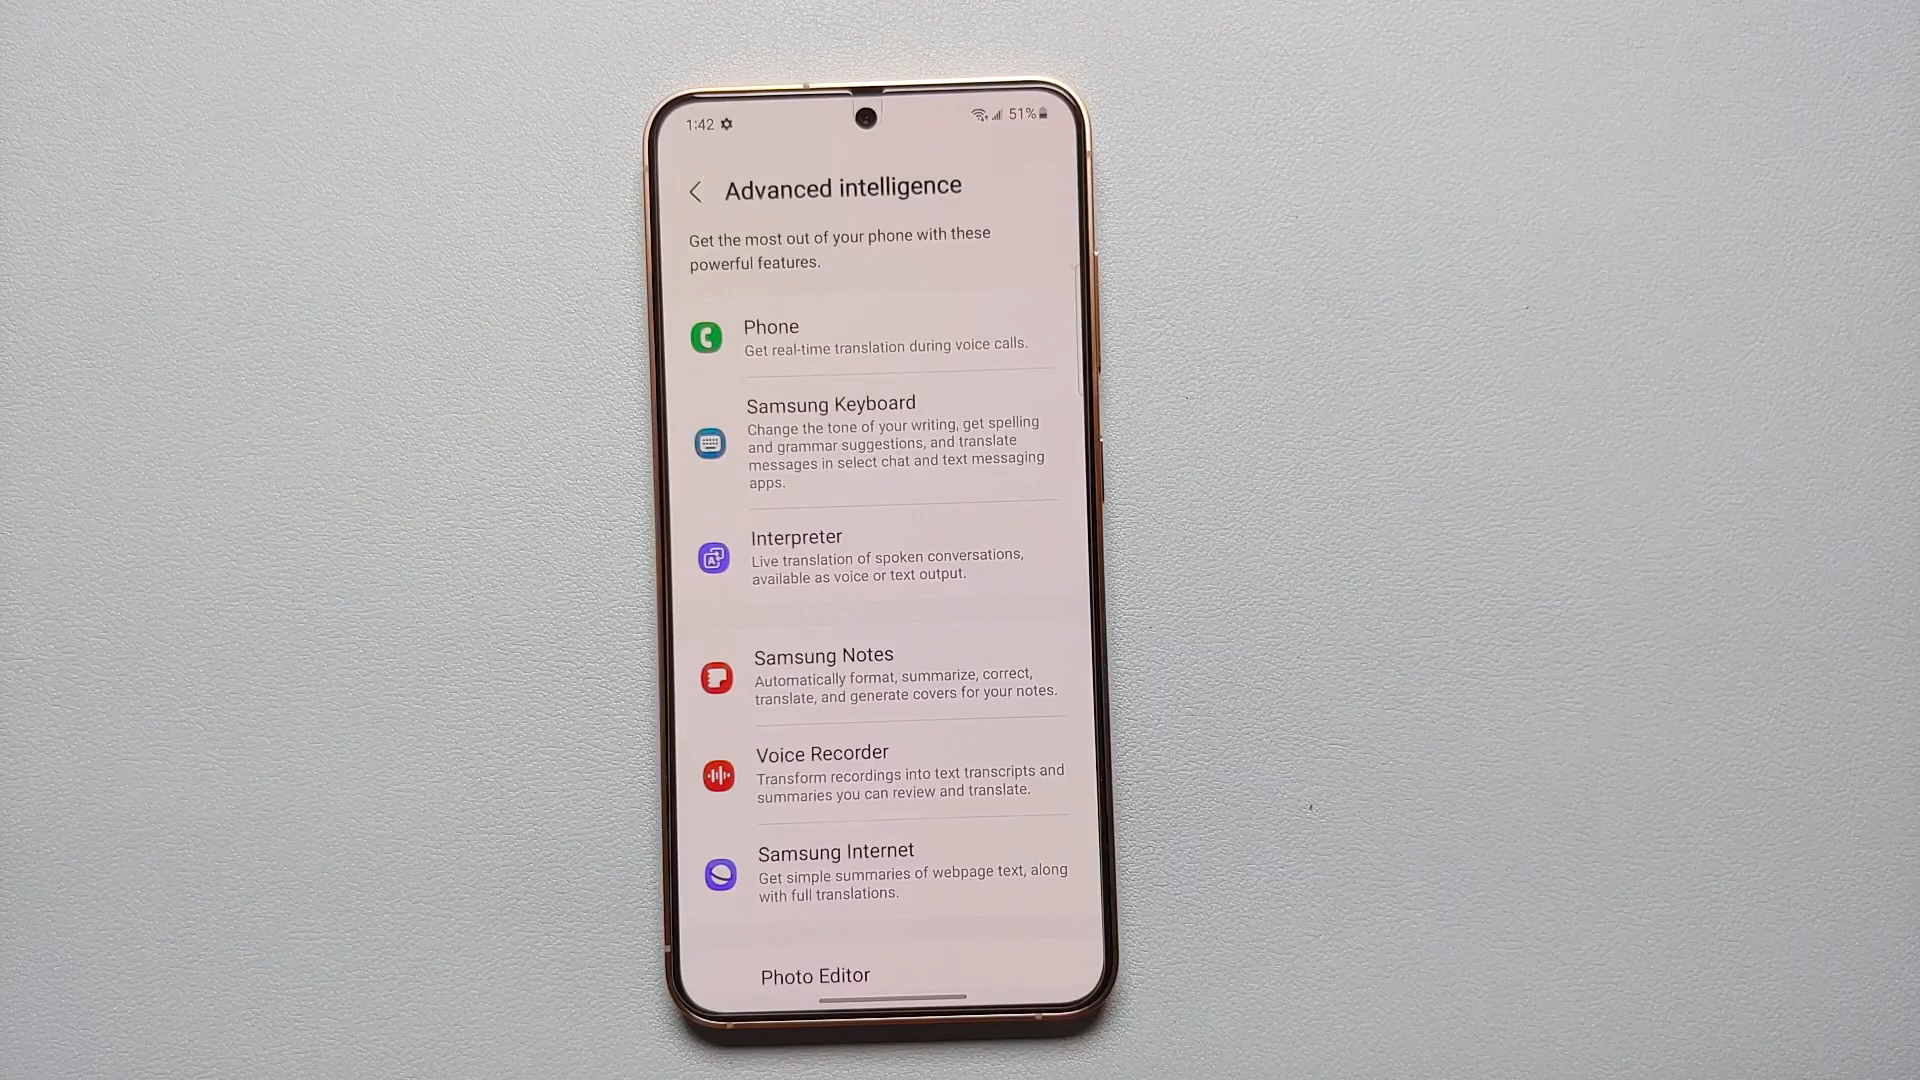 1:42
51%
Advanced intelligence
Get the most out of your phone with these
powerful features.
Phone
Get real-time translation during voice calls.
Samsung Keyboard
Change the tone of your writing, get spelling
and grammar suggestions, and translate
messages in select chat and text messaging
apps.
Interpreter
Live translation of spoken conversations,
available as voice or text output.
Samsung Notes
Automatically format, summarize, correct,
translate, and generate covers for your notes.
Voice Recorder
Transform recordings into text transcripts and
summaries you can review and translate.
Samsung Internet
Get simple summaries of webpage text, along
with full translations.
Photo Editor